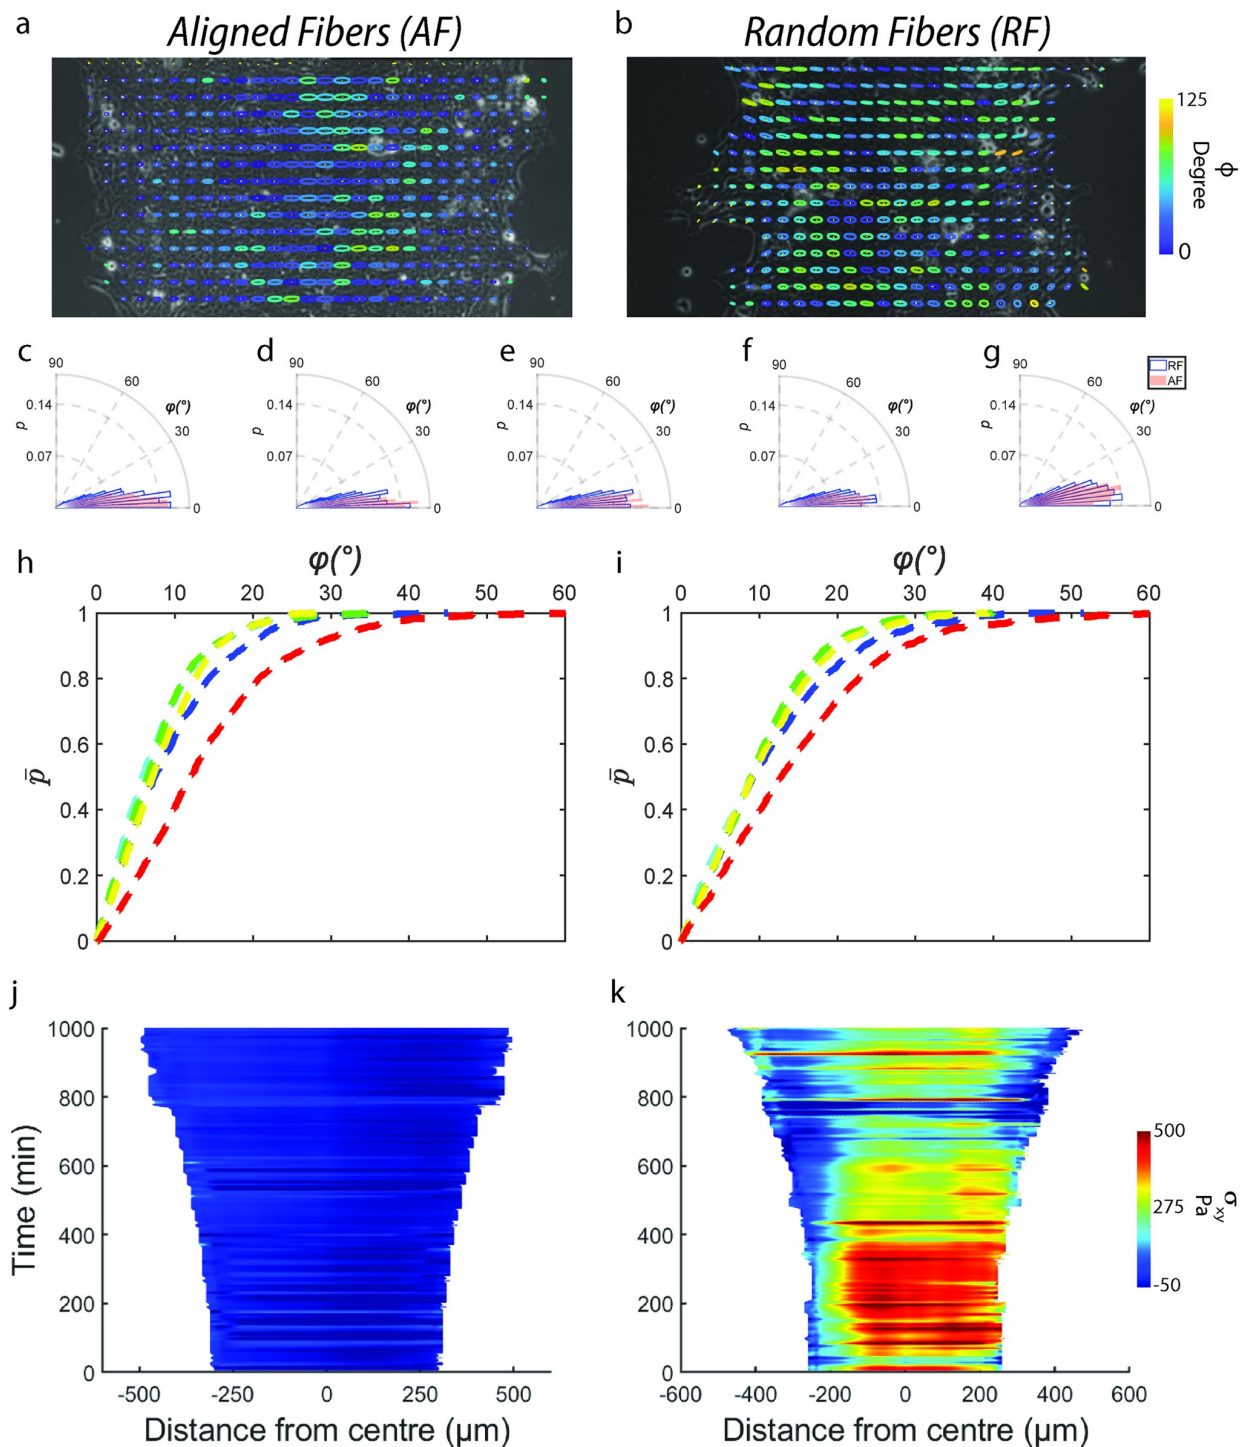 a
Aligned Fibers (AF)
b
Random Fibers (RF)
125
Degree
ϕ
0
c
90
60
φ(°)
30
0
0.14
p
0.07
d
90
60
φ(°)
30
0
0.14
p
0.07
e
90
60
φ(°)
30
0
0.14
p
0.07
f
90
60
φ(°)
30
0
0.14
p
0.07
g
90
60
φ(°)
30
0
0.14
p
0.07
RF
AF
h
φ(°)
0 10 20 30 40 50 60
1
0.8
0.6
p̄
0.4
0.2
0
i
φ(°)
0 10 20 30 40 50 60
1
0.8
0.6
p̄
0.4
0.2
0
j
1000
800
600
400
200
0
Time (min)
-500 -250 0 250 500
Distance from centre (µm)
k
1000
800
600
400
200
0
-600 -400 -200 0 200 400 600
Distance from centre (µm)
500
275
-50
σxy
Pa